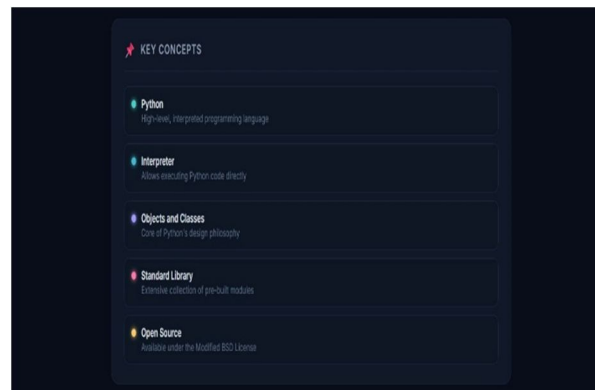 KEY CONCEPTS
Python
High-level, interpreted programming language
Interpreter
Allows executing Python code directly
Objects and Classes
Core of Python's design philosophy
Standard Library
Extensive collection of pre-built modules
Open Source
Available under the Modified BSD License